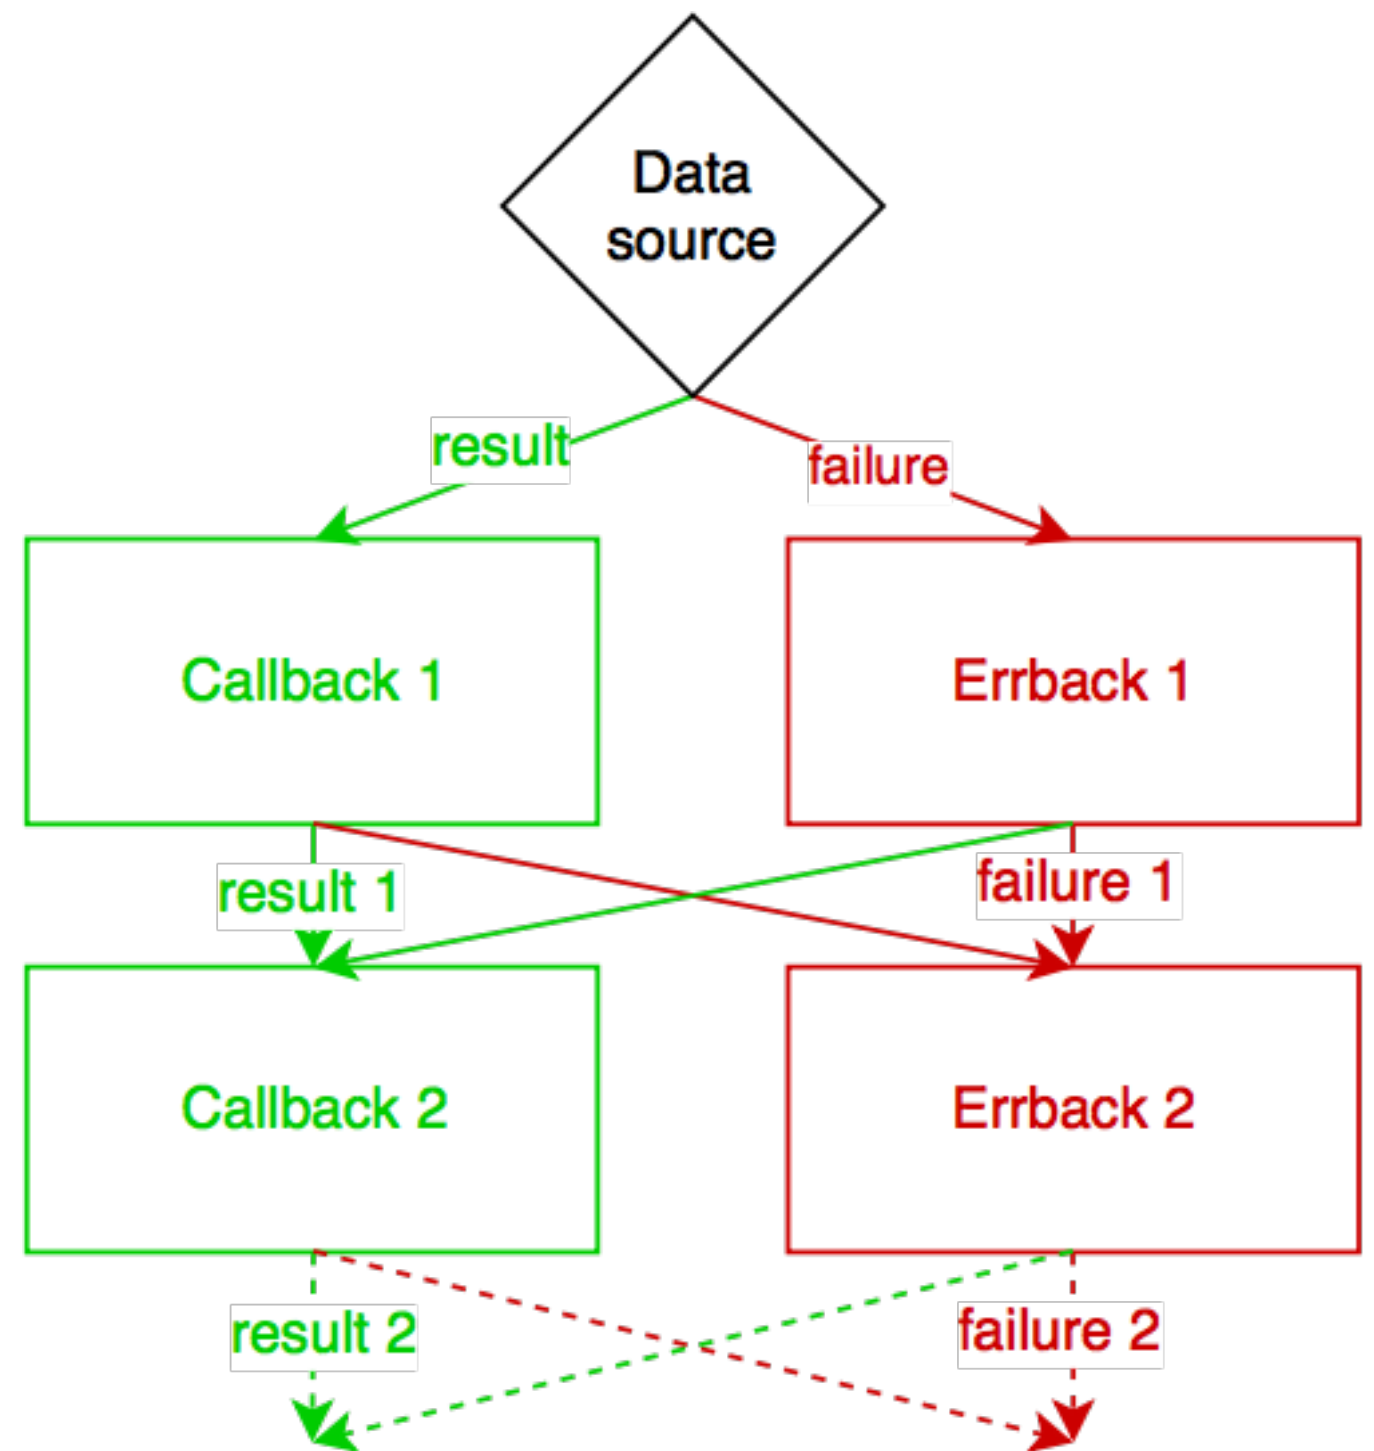 Data
source
result
failure
Callback 1
Errback 1
result 1
failure 1
Callback 2
Errback 2
result 2
failure 2